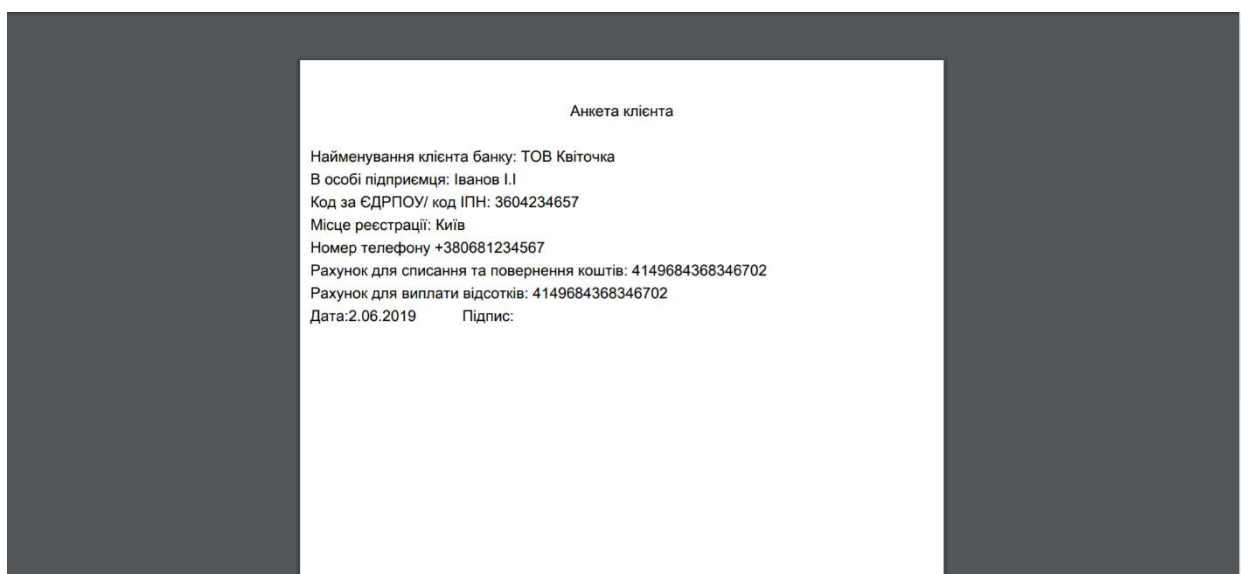 Анкета клієнта
Найменування клієнта банку: ТОВ Квіточка
В особі підприємця: Іванов І.І
Код за ЄДРПОУ/ код ІПН: 3604234657
Місце реєстрації: Київ
Номер телефону +380681234567
Рахунок для списання та повернення коштів: 4149684368346702
Рахунок для виплати відсотків: 4149684368346702
Дата:2.06.2019 Підпис: